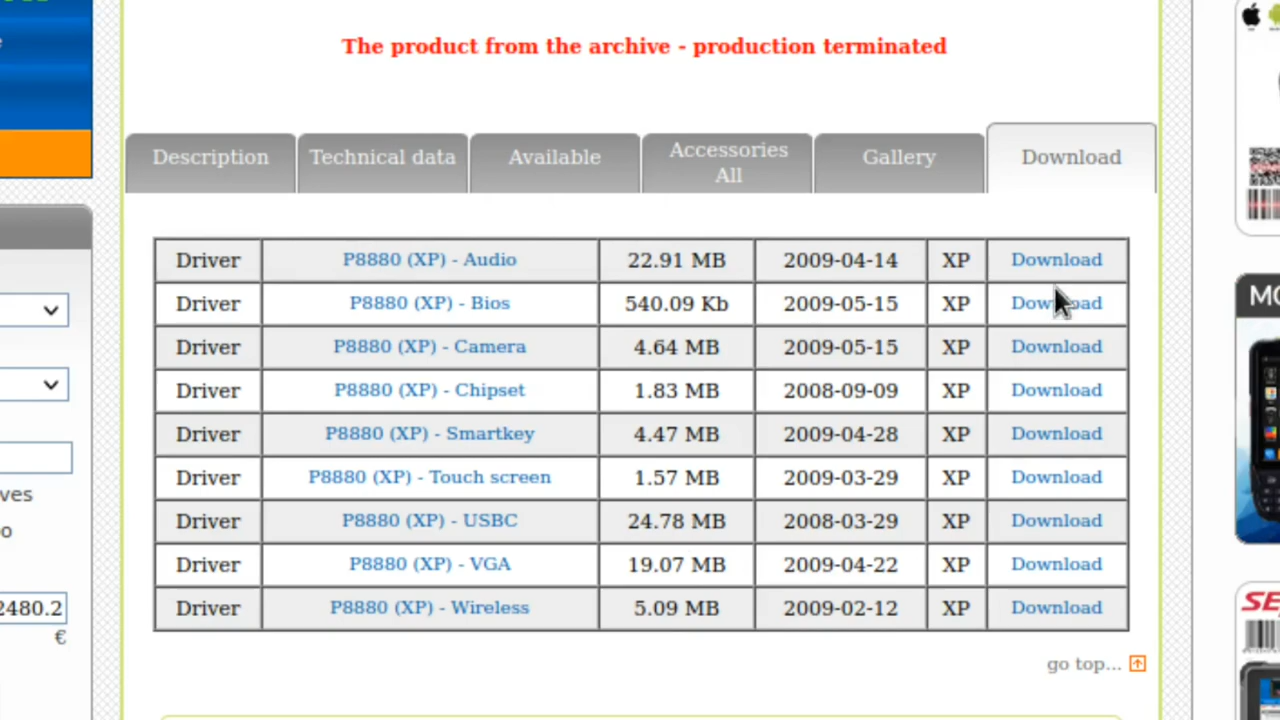 The product from the archive - production terminated
Description Technical data Available Accessories All Gallery Download
Driver P8880 (XP) - Audio 22.91 MB 2009-04-14 XP Download
Driver P8880 (XP) - Bios 540.09 Kb 2009-05-15 XP Download
Driver P8880 (XP) - Camera 4.64 MB 2009-05-15 XP Download
Driver P8880 (XP) - Chipset 1.83 MB 2008-09-09 XP Download
Driver P8880 (XP) - Smartkey 4.47 MB 2009-04-28 XP Download
Driver P8880 (XP) - Touch screen 1.57 MB 2009-03-29 XP Download
Driver P8880 (XP) - USBC 24.78 MB 2008-03-29 XP Download
Driver P8880 (XP) - VGA 19.07 MB 2009-04-22 XP Download
Driver P8880 (XP) - Wireless 5.09 MB 2009-02-12 XP Download
go top...
ves
2480.2
€